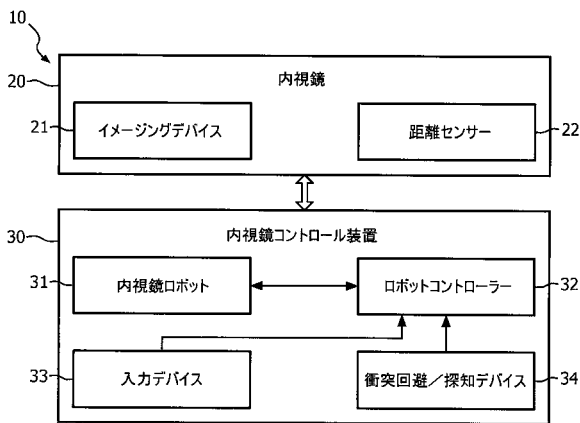 10
20
内視鏡
21
イメージングデバイス
距離センサー
22
30
内視鏡コントロール装置
31
内視鏡ロボット
ロボットコントローラー
32
33
入力デバイス
衝突回避/探知デバイス
34